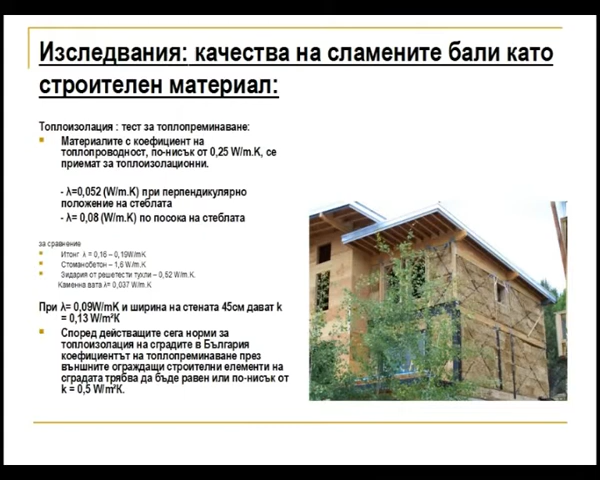 Изследвания: качества на сламените бали като
строителен материал:
Топлоизолация : тест за топлопреминаване:
Материалите с коефициент на
топлопроводност, по-нисък от 0,25 W/m.K, се
приемат за топлоизолационни.
- λ=0,052 (W/m.K) при перпендикулярно
положение на стеблата
- λ= 0,08 (W/m.K) по посока на стеблата
за сравнение
Итонг λ = 0,16 – 0,19W/mK
Стоманобетон – 1,6 W/m.K
Зидария от решетести тухли – 0,52 W/m.K.
Каменна вата λ= 0,037 W/m.K
При λ= 0,09W/mK и ширина на стената 45см дават k
= 0,13 W/m²K
Според действащите сега норми за
топлоизолация на сградите в България
коефициентът на топлопреминаване през
външните ограждащи строителни елементи на
сградата трябва да бъде равен или по-нисък от
k = 0,5 W/m²K.